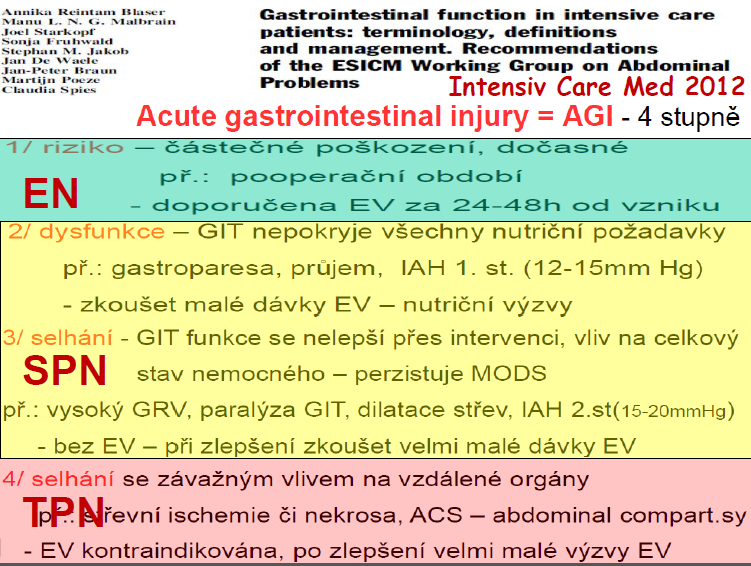 Annika Reintam Blaser
Manu L. N. G. Malbrain
Joel Starkopf
Sonja Fruhwald
Stephan M. Jakob
Jan De Waele
Jan-Peter Braun
Martijn Poeze
Claudia Spies
Gastrointestinal function in intensive care
patients: terminology, definitions
and management. Recommendations
of the ESICM Working Group on Abdominal
Problems
Intensiv Care Med 2012
Acute gastrointestinal injury = AGI - 4 stupně
1/ riziko – částečné poškození, dočasné
př.: pooperační období
EN
- doporučena EV za 24-48h od vzniku
2/ dysfunkce – GIT nepokryje všechny nutriční požadavky
př.: gastroparesa, průjem, IAH 1. st. (12-15mm Hg)
- zkoušet malé dávky EV – nutriční výzvy
3/ selhání - GIT funkce se nelepší přes intervenci, vliv na celkový
SPN
stav nemocného – perzistuje MODS
př.: vysoký GRV, paralýza GIT, dilatace střev, IAH 2.st(15-20mmHg)
- bez EV – při zlepšení zkoušet velmi malé dávky EV
4/ selhání se závažným vlivem na vzdálené orgány
TPN
př.: střevní ischemie či nekrosa, ACS – abdominal compart.sy
- EV kontraindikována, po zlepšení velmi malé výzvy EV